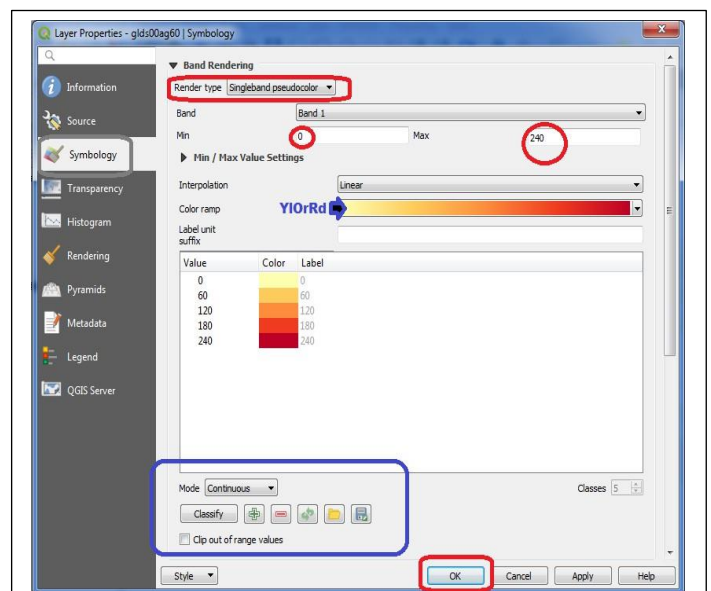 Layer Properties - glds00ag60 | Symbology
Information
Source
Symbology
Transparency
Histogram
Rendering
Pyramids
Metadata
Legend
QGIS Server
Band Rendering
Render type Singleband pseudocolor
Band Band 1
Min 0 Max 240
Min / Max Value Settings
Interpolation Linear
Color ramp YlOrRd
Label unit
suffix
Value Color Label
0 0
60 60
120 120
180 180
240 240
Mode Continuous Classes 5
Classify
Clip out of range values
Style OK Cancel Apply Help